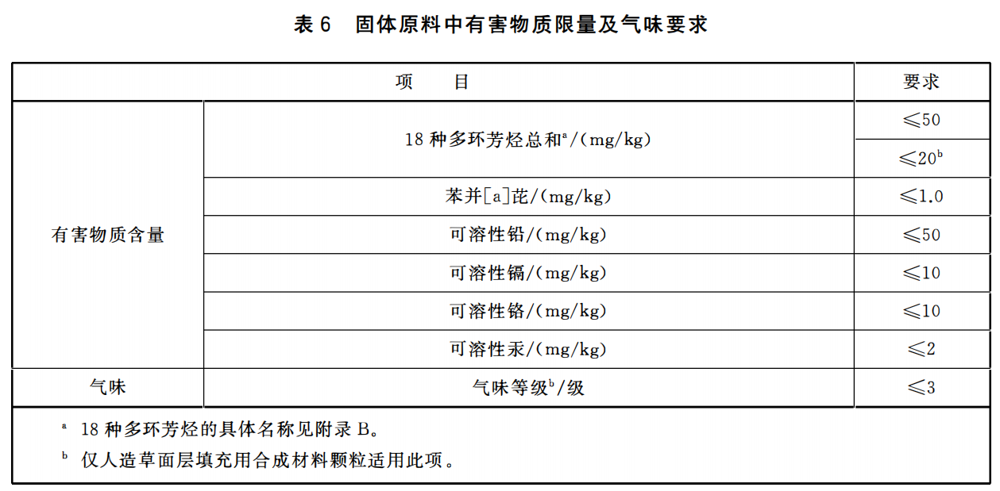 表 6 固体原料中有害物质限量及气味要求
项 目 要求
有害物质含量 18 种多环芳烃总和ᵃ/(mg/kg) ≤50
≤20ᵇ
苯并[a]芘/(mg/kg) ≤1.0
可溶性铅/(mg/kg) ≤50
可溶性镉/(mg/kg) ≤10
可溶性铬/(mg/kg) ≤10
可溶性汞/(mg/kg) ≤2
气味 气味等级ᵇ/级 ≤3
ᵃ 18 种多环芳烃的具体名称见附录 B。
ᵇ 仅人造草面层填充用合成材料颗粒适用此项。